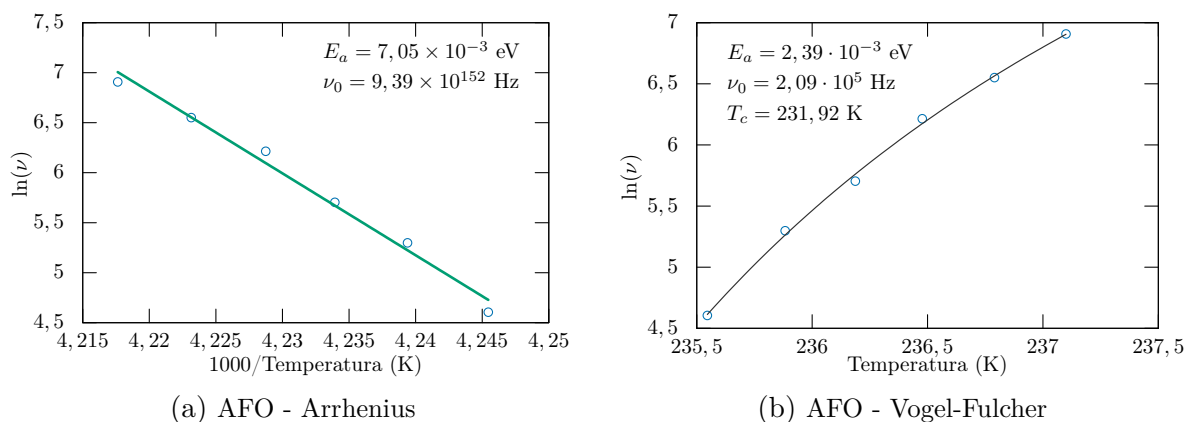 7, 5
7
6, 5
6
5, 5
5
4, 5
ln(ν)
E_a = 7, 05 × 10^{−3} eV
ν_0 = 9, 39 × 10^{152} Hz
4, 215 4, 22 4, 225 4, 23 4, 235 4, 24 4, 245 4, 25
1000/Temperatura (K)
(a) AFO - Arrhenius
7
6, 5
6
5, 5
5
4, 5
ln(ν)
E_a = 2, 39 · 10^{−3} eV
ν_0 = 2, 09 · 10^5 Hz
T_c = 231, 92 K
235, 5 236 236, 5 237 237, 5
Temperatura (K)
(b) AFO - Vogel-Fulcher